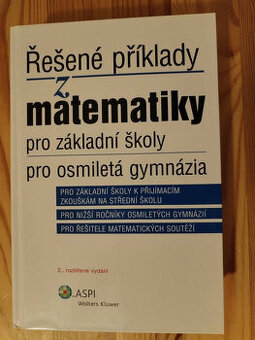 Řešené příklady
z
matematiky
pro základní školy
pro osmiletá gymnázia
PRO ZÁKLADNÍ ŠKOLY K PŘIJÍMACÍM
ZKOUŠKÁM NA STŘEDNÍ ŠKOLU
PRO NIŽŠÍ ROČNÍKY OSMILETÝCH GYMNÁZIÍ
PRO ŘEŠITELE MATEMATICKÝCH SOUTĚŽÍ
2., rozšířené vydání
ASPI
Wolters Kluwer